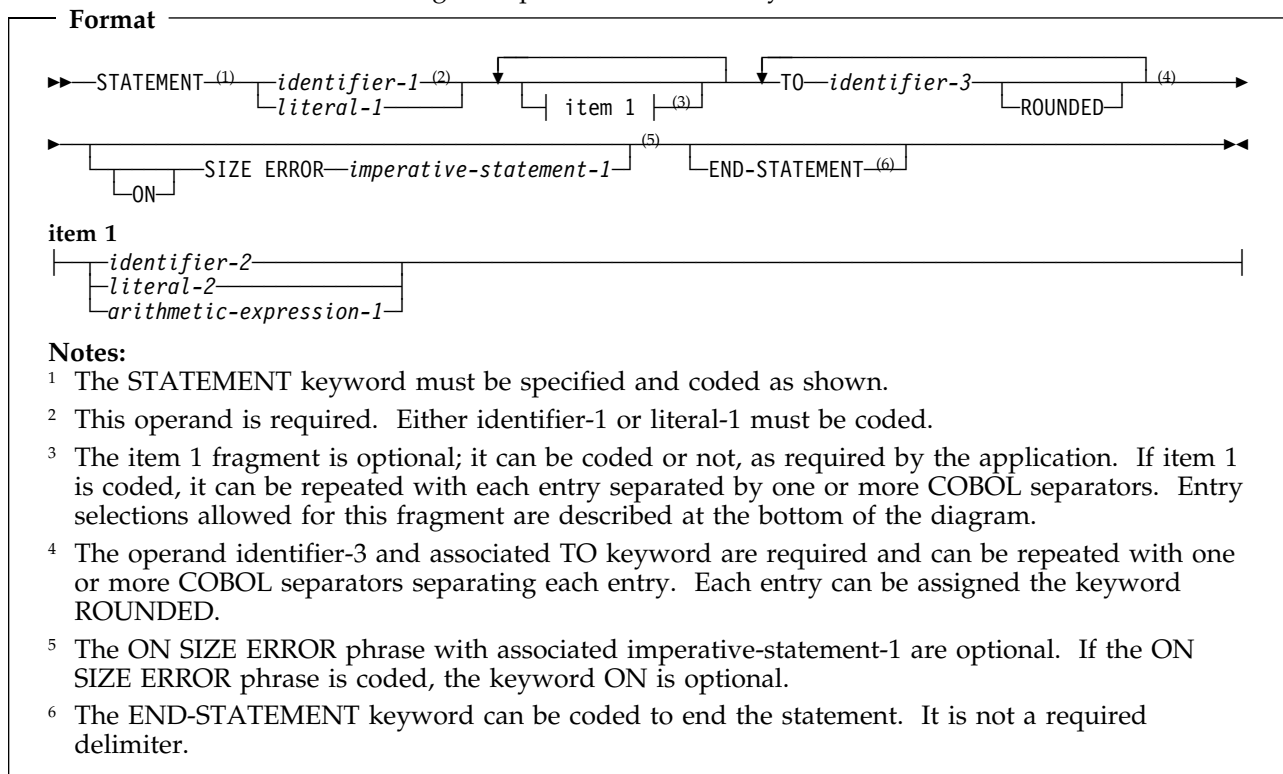 Format
STATEMENT (1) identifier-1 (2) TO identifier-3 (4)
literal-1 item 1 (3) ROUNDED
(5)
SIZE ERROR imperative-statement-1 END-STATEMENT (6)
ON
item 1
identifier-2
literal-2
arithmetic-expression-1
Notes:
1 The STATEMENT keyword must be specified and coded as shown.
2 This operand is required. Either identifier-1 or literal-1 must be coded.
3 The item 1 fragment is optional; it can be coded or not, as required by the application. If item 1
is coded, it can be repeated with each entry separated by one or more COBOL separators. Entry
selections allowed for this fragment are described at the bottom of the diagram.
4 The operand identifier-3 and associated TO keyword are required and can be repeated with one
or more COBOL separators separating each entry. Each entry can be assigned the keyword
ROUNDED.
5 The ON SIZE ERROR phrase with associated imperative-statement-1 are optional. If the ON
SIZE ERROR phrase is coded, the keyword ON is optional.
6 The END-STATEMENT keyword can be coded to end the statement. It is not a required
delimiter.